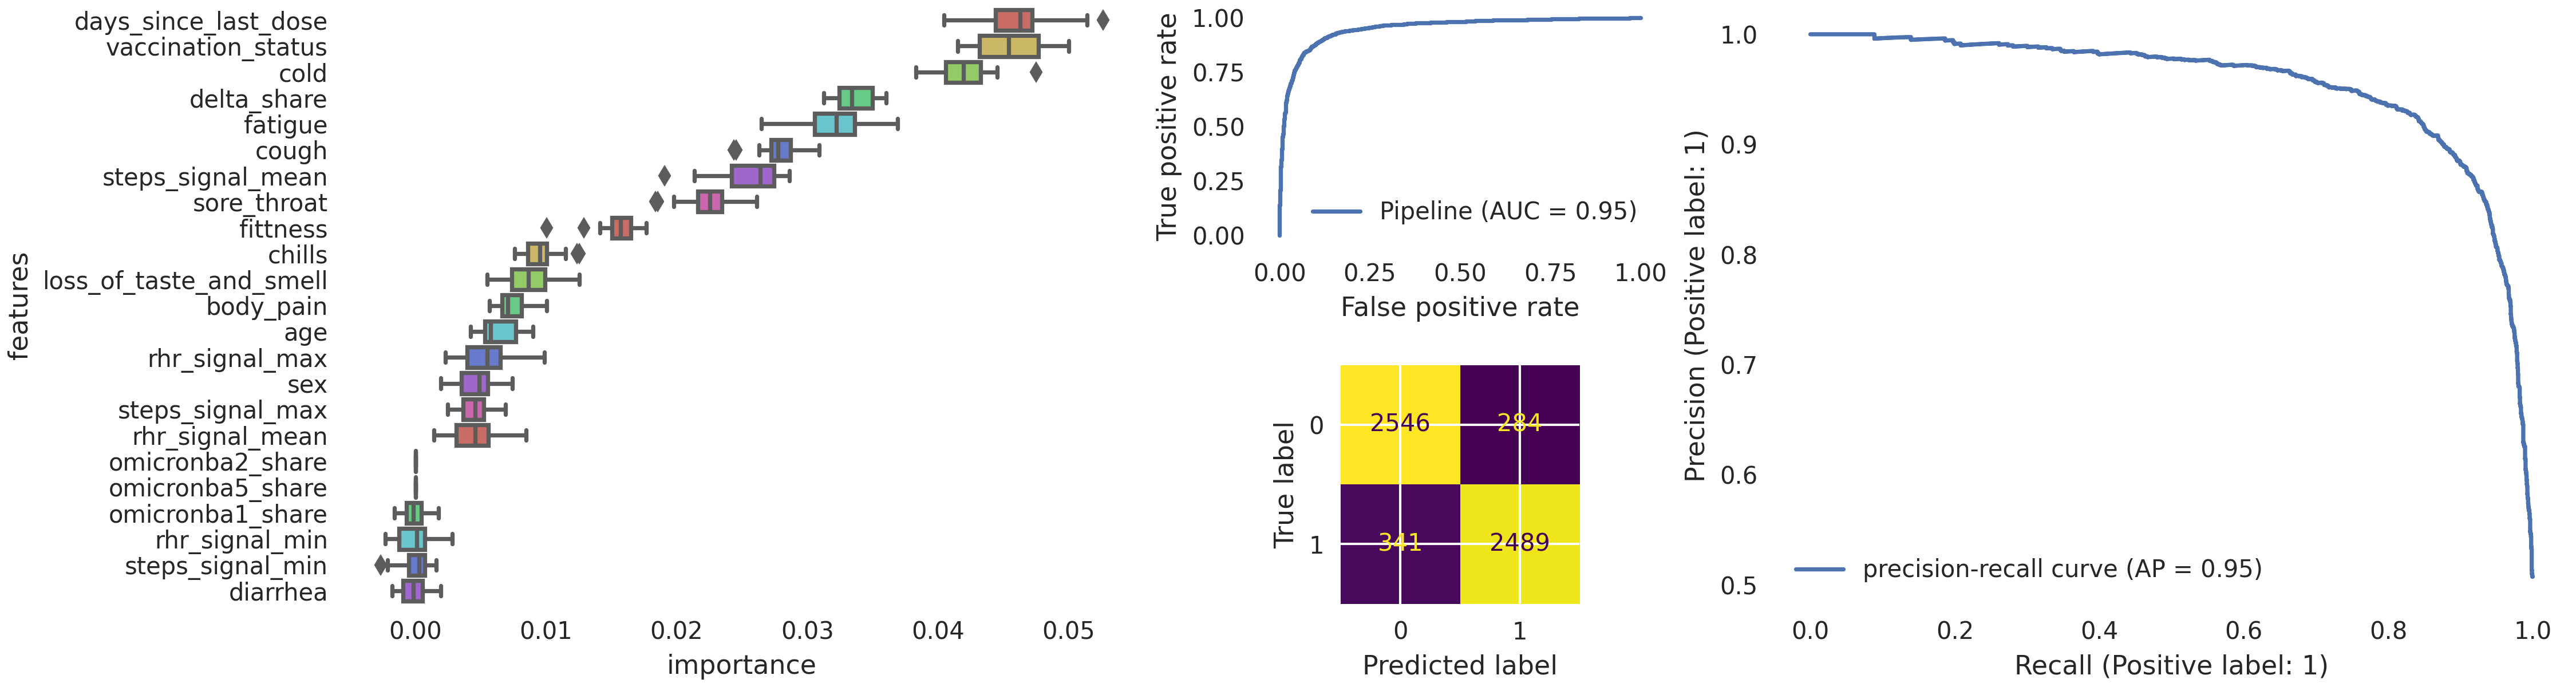 features
days_since_last_dose
vaccination_status
cold
delta_share
fatigue
cough
steps_signal_mean
sore_throat
fittness
chills
loss_of_taste_and_smell
body_pain
age
rhr_signal_max
sex
steps_signal_max
rhr_signal_mean
omicronba2_share
omicronba5_share
omicronba1_share
rhr_signal_min
steps_signal_min
diarrhea
0.00 0.01 0.02 0.03 0.04 0.05
importance
True positive rate
1.00
0.75
0.50
0.25
0.00
Pipeline (AUC = 0.95)
0.00 0.25 0.50 0.75 1.00
False positive rate
True label
0
1
2546 284
341 2489
0 1
Predicted label
Precision (Positive label: 1)
1.0
0.9
0.8
0.7
0.6
0.5
precision-recall curve (AP = 0.95)
0.0 0.2 0.4 0.6 0.8 1.0
Recall (Positive label: 1)